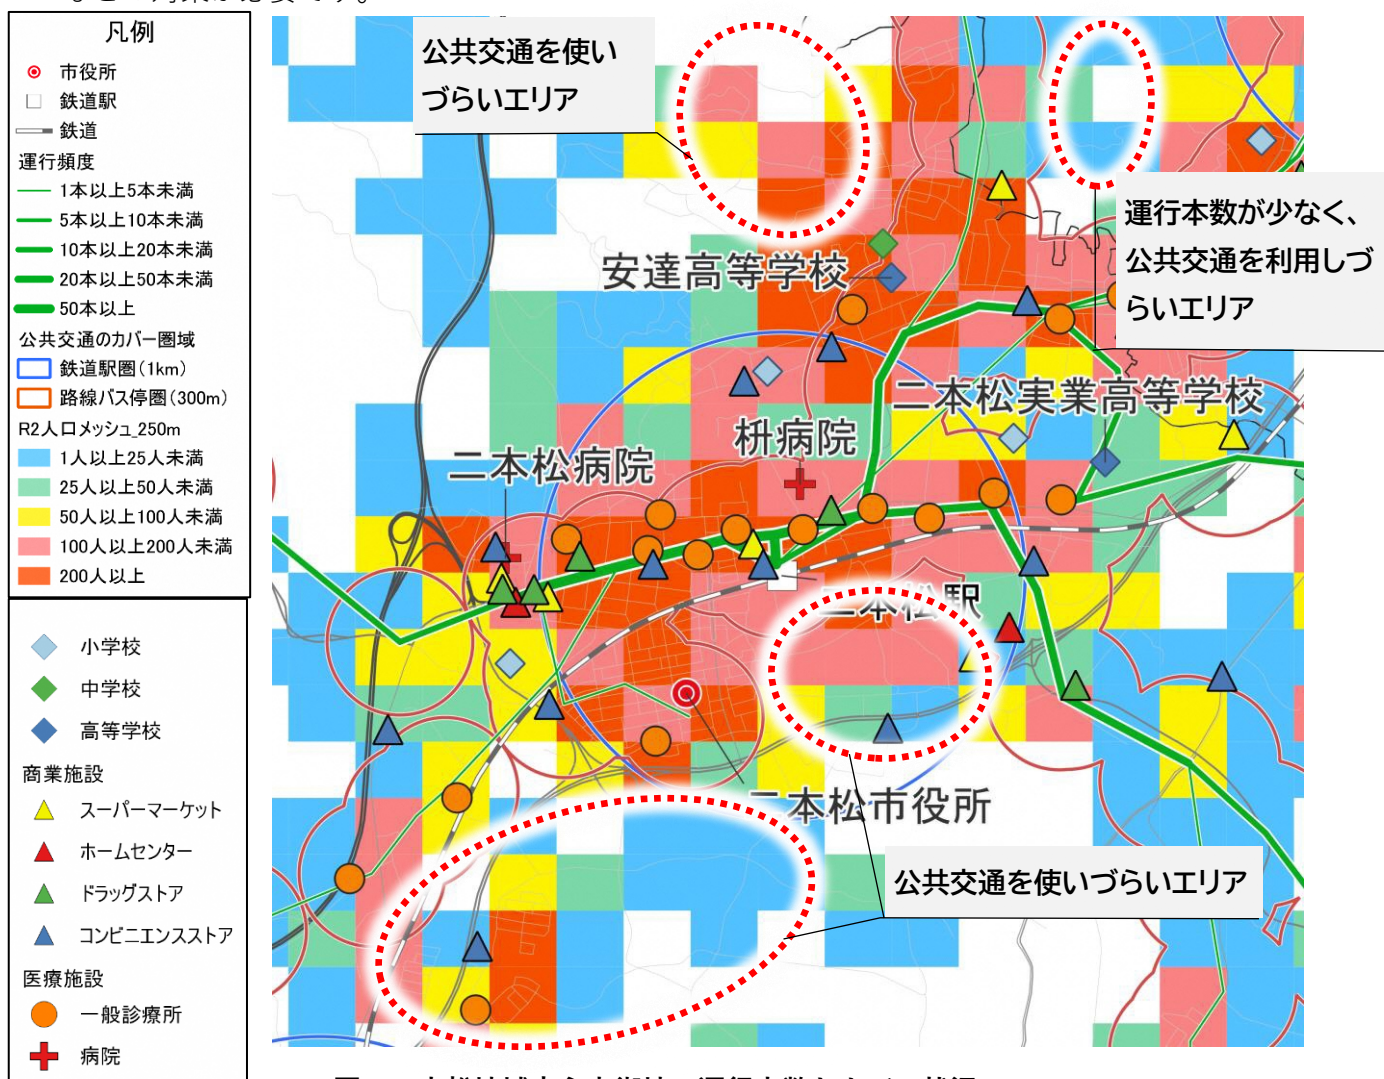 凡例
市役所
鉄道駅
鉄道
運行頻度
1本以上5本未満
5本以上10本未満
10本以上20本未満
20本以上50本未満
50本以上
公共交通のカバー圏域
鉄道駅圏(1km)
路線バス停圏(300m)
R2人口メッシュ_250m
1人以上25人未満
25人以上50人未満
50人以上100人未満
100人以上200人未満
200人以上
小学校
中学校
高等学校
商業施設
スーパーマーケット
ホームセンター
ドラッグストア
コンビニエンスストア
医療施設
一般診療所
病院
公共交通を使い
づらいエリア
運行本数が少なく、
公共交通を利用しづ
らいエリア
安達高等学校
二本松実業高等学校
枡病院
二本松病院
二本松駅
二本松市役所
公共交通を使いづらいエリア